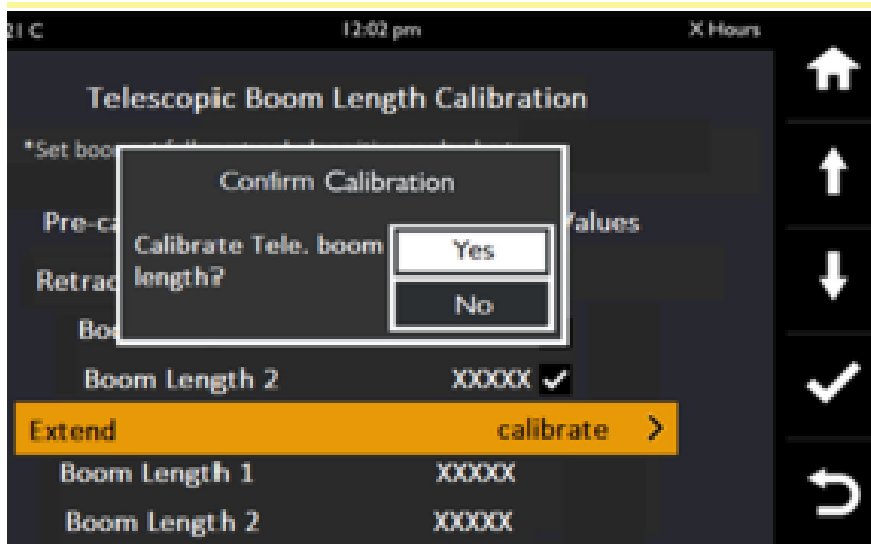 21 C 12:02 pm X Hours
Telescopic Boom Length Calibration
*Set boom
Confirm Calibration
Pre-ca Values
Calibrate Tele. boom Yes
length?
Retrac
No
Boo
Boom Length 2 XXXXX
Extend calibrate >
Boom Length 1 XXXXX
Boom Length 2 XXXXX